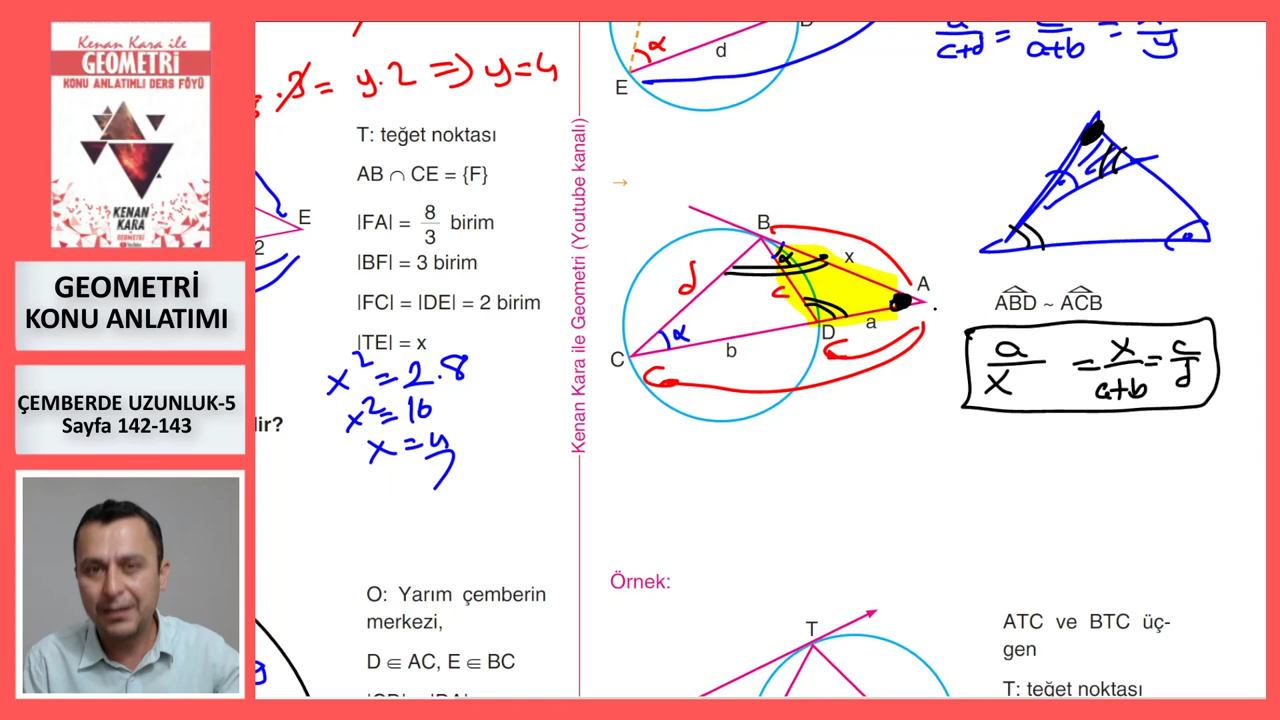 Kenan Kara ile
GEOMETRİ
KONU ANLATIMLI DERS FÖYÜ
KENAN
KARA
GEOMETRİ
GEOMETRİ
KONU ANLATIMI
ÇEMBERDE UZUNLUK-5
Sayfa 142-143
= y.2 => y=4
T: teğet noktası
AB ∩ CE = {F}
|FA| = 8/3 birim
|BF| = 3 birim
|FC| = |DE| = 2 birim
|TE| = x
x² = 2.8
x² = 16
x = 4
E
2
dir?
O: Yarım çemberin
merkezi,
D ∈ AC, E ∈ BC
Kenan Kara ile Geometri (Youtube kanalı)
α
d
E
a/c+d = c/a+b = x/y
→
B
x
A
α
d
c
D
a
C
α
b
ABD ~ ACB
a/x = x/a+b = c/d
Örnek:
T
ATC ve BTC üç-
gen
T: teğet noktası